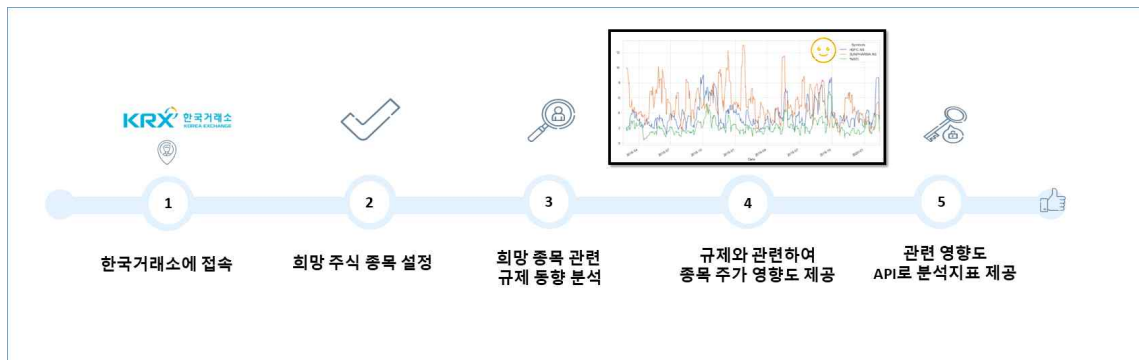 KRX 한국거래소
KOREA EXCHANGE
1
2
3
4
5
한국거래소에 접속
희망 주식 종목 설정
희망 종목 관련
규제 동향 분석
규제와 관련하여
종목 주가 영향도 제공
관련 영향도
API로 분석지표 제공